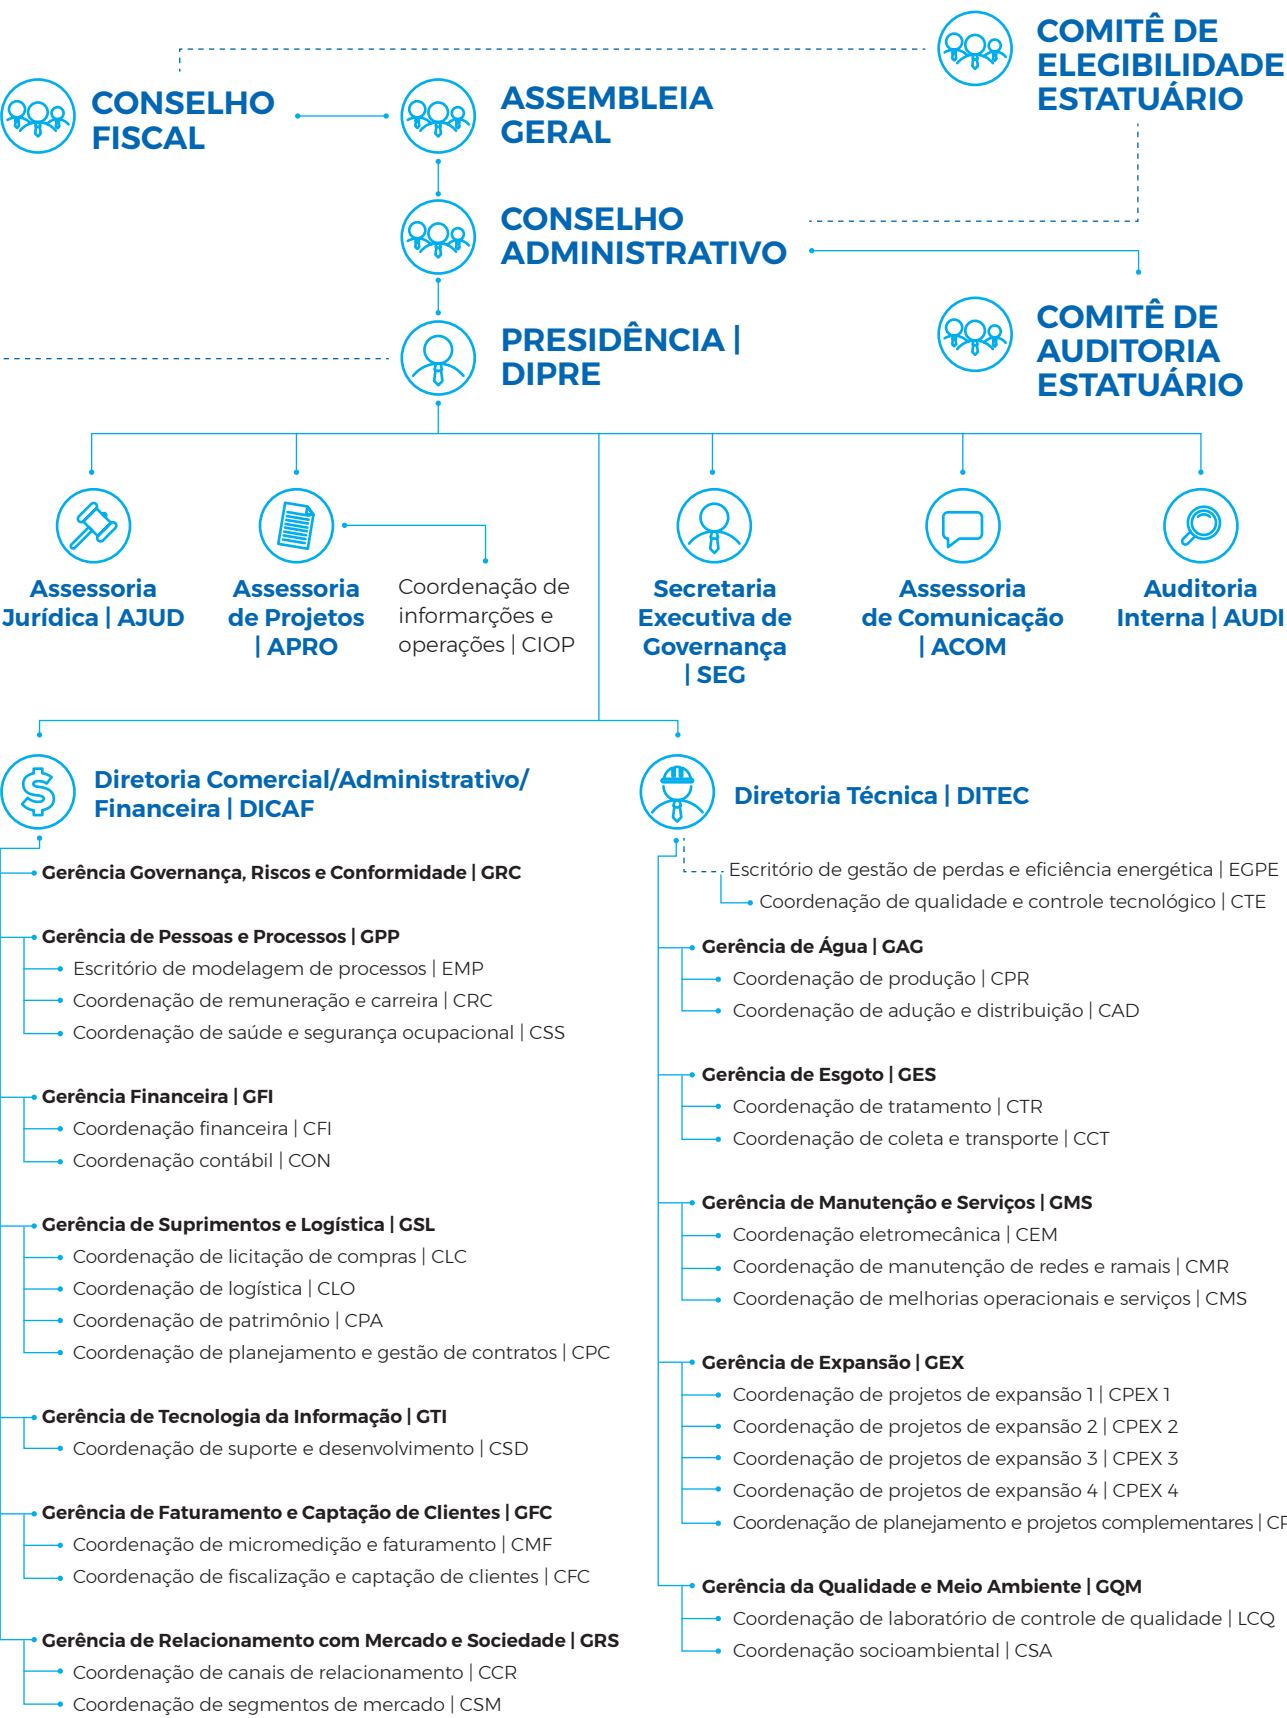 COMITÊ DE
ELEGIBILIDADE
ESTATUÁRIO
CONSELHO
FISCAL
ASSEMBLEIA
GERAL
CONSELHO
ADMINISTRATIVO
PRESIDÊNCIA |
DIPRE
COMITÊ DE
AUDITORIA
ESTATUÁRIO
Assessoria
Jurídica | AJUD
Assessoria
de Projetos
| APRO
Coordenação de
informarções e
operações | CIOP
Secretaria
Executiva de
Governança
| SEG
Assessoria
de Comunicação
| ACOM
Auditoria
Interna | AUDI
Diretoria Comercial/Administrativo/
Financeira | DICAF
Gerência Governança, Riscos e Conformidade | GRC
Gerência de Pessoas e Processos | GPP
Escritório de modelagem de processos | EMP
Coordenação de remuneração e carreira | CRC
Coordenação de saúde e segurança ocupacional | CSS
Gerência Financeira | GFI
Coordenação financeira | CFI
Coordenação contábil | CON
Gerência de Suprimentos e Logística | GSL
Coordenação de licitação de compras | CLC
Coordenação de logística | CLO
Coordenação de patrimônio | CPA
Coordenação de planejamento e gestão de contratos | CPC
Gerência de Tecnologia da Informação | GTI
Coordenação de suporte e desenvolvimento | CSD
Gerência de Faturamento e Captação de Clientes | GFC
Coordenação de micromedição e faturamento | CMF
Coordenação de fiscalização e captação de clientes | CFC
Gerência de Relacionamento com Mercado e Sociedade | GRS
Coordenação de canais de relacionamento | CCR
Coordenação de segmentos de mercado | CSM
Diretoria Técnica | DITEC
Escritório de gestão de perdas e eficiência energética | EGPE
Coordenação de qualidade e controle tecnológico | CTE
Gerência de Água | GAG
Coordenação de produção | CPR
Coordenação de adução e distribuição | CAD
Gerência de Esgoto | GES
Coordenação de tratamento | CTR
Coordenação de coleta e transporte | CCT
Gerência de Manutenção e Serviços | GMS
Coordenação eletromecânica | CEM
Coordenação de manutenção de redes e ramais | CMR
Coordenação de melhorias operacionais e serviços | CMS
Gerência de Expansão | GEX
Coordenação de projetos de expansão 1 | CPEX 1
Coordenação de projetos de expansão 2 | CPEX 2
Coordenação de projetos de expansão 3 | CPEX 3
Coordenação de projetos de expansão 4 | CPEX 4
Coordenação de planejamento e projetos complementares |
Gerência da Qualidade e Meio Ambiente | GQM
Coordenação de laboratório de controle de qualidade | LCQ
Coordenação socioambiental | CSA